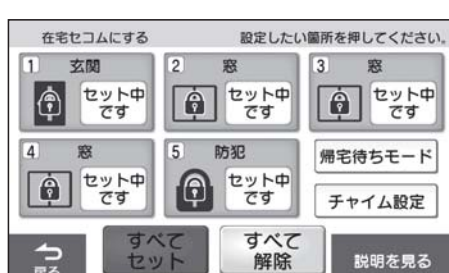 在宅セコムにする 設定したい箇所を押してください。
1 玄関
セット中
です
2 窓
セット中
です
3 窓
セット中
です
4 窓
セット中
です
5 防犯
セット中
です
帰宅待ちモード
チャイム設定
戻る
すべて
セット
すべて
解除
説明を見る